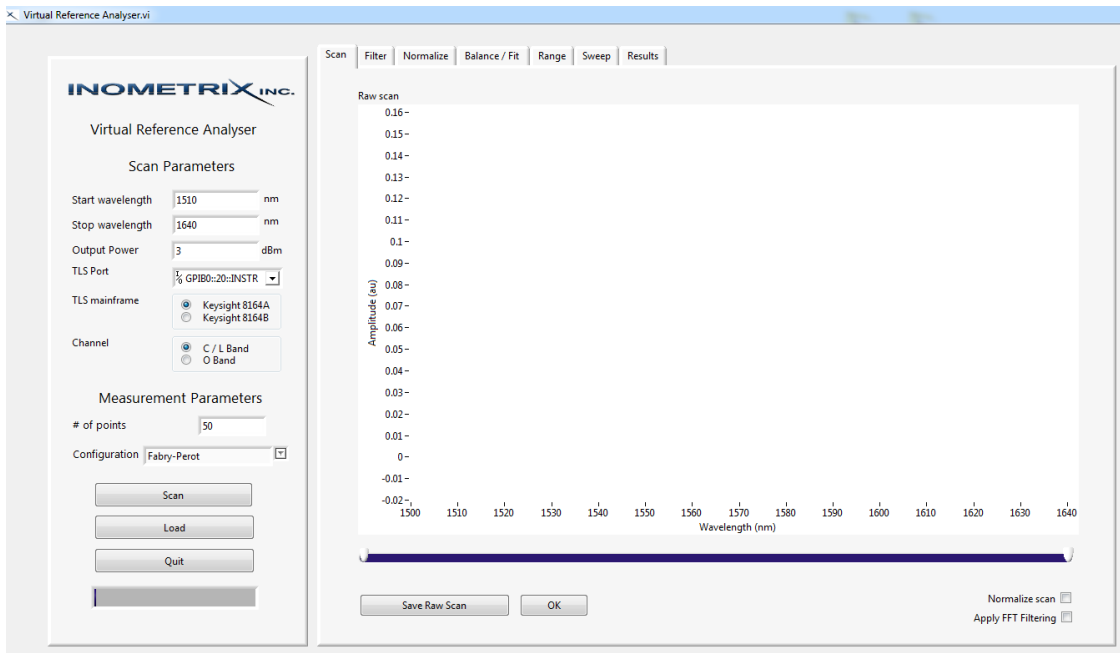 Virtual Reference Analyser.vi
INOMETRIX INC.
Virtual Reference Analyser
Scan Parameters
Start wavelength 1510 nm
Stop wavelength 1640 nm
Output Power 3 dBm
TLS Port I/O GPIB0::20::INSTR
TLS mainframe Keysight 8164A
Keysight 8164B
Channel C / L Band
O Band
Measurement Parameters
# of points 50
Configuration Fabry-Perot
Scan
Load
Quit
Scan Filter Normalize Balance / Fit Range Sweep Results
Raw scan
Amplitude (au)
0.16
0.15
0.14
0.13
0.12
0.11
0.1
0.09
0.08
0.07
0.06
0.05
0.04
0.03
0.02
0.01
0
-0.01
-0.02
1500 1510 1520 1530 1540 1550 1560 1570 1580 1590 1600 1610 1620 1630 1640
Wavelength (nm)
Save Raw Scan OK
Normalize scan
Apply FFT Filtering